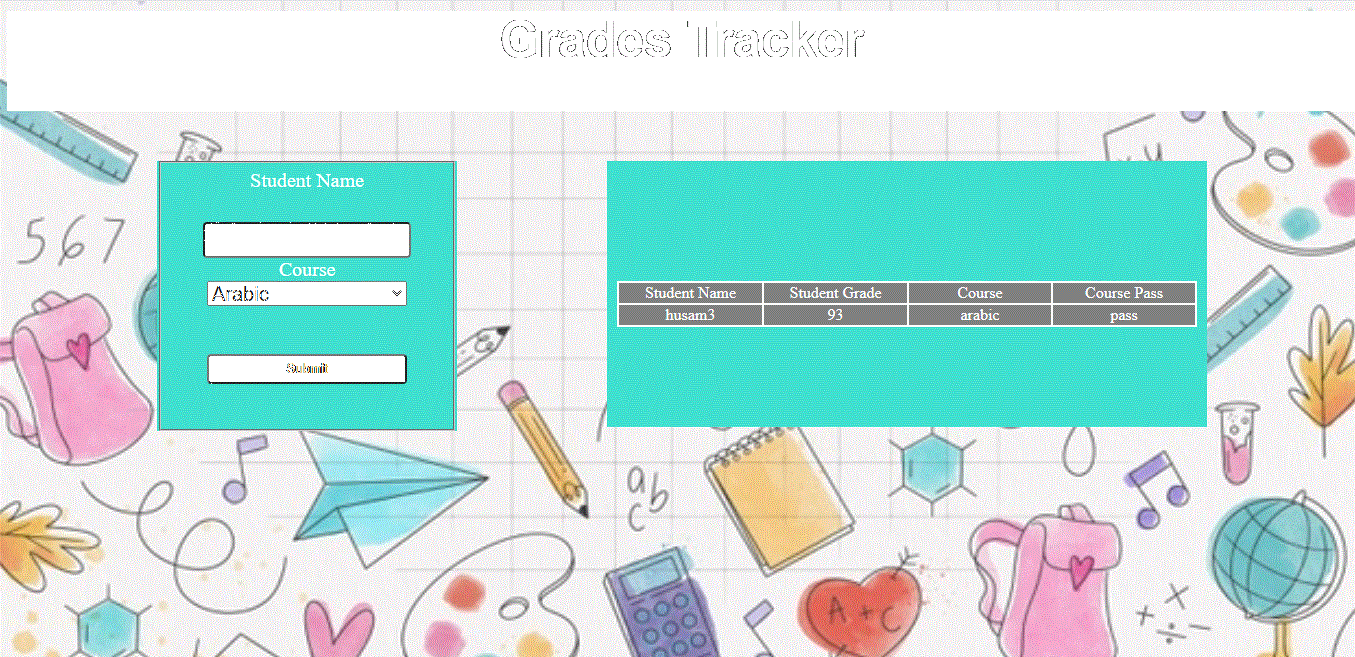 Grades Tracker
Student Name
Course
Arabic
Submit
Student Name Student Grade Course Course Pass
husam3 93 arabic pass
567
x y
ab
c
A + C
+ × ÷ −